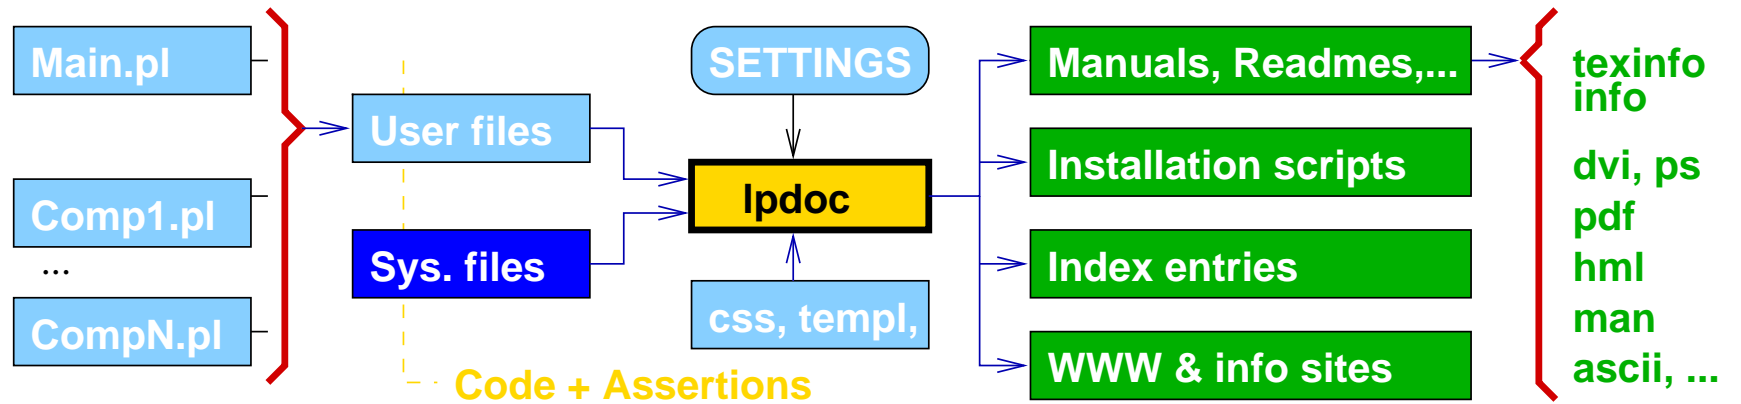 Main.pl
Comp1.pl
...
CompN.pl
User files
Sys. files
Code + Assertions
SETTINGS
lpdoc
css, templ,
Manuals, Readmes,...
Installation scripts
Index entries
WWW & info sites
texinfo
info
dvi, ps
pdf
hml
man
ascii, ...